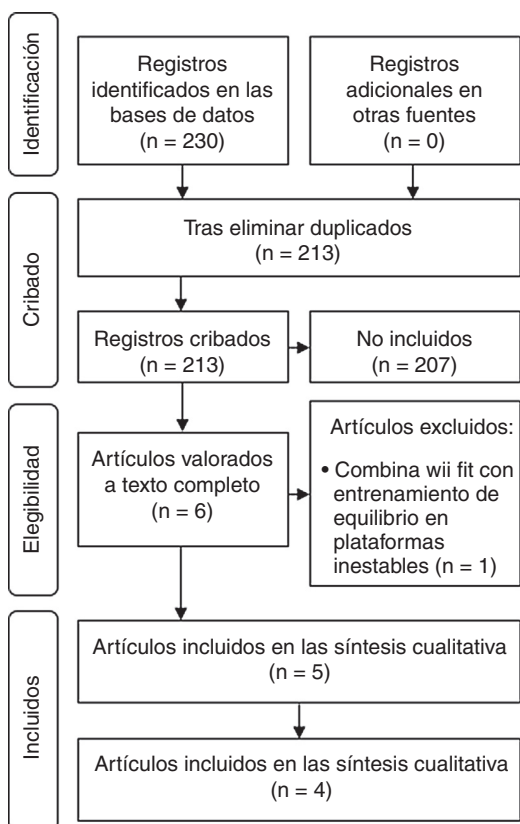 Identificación
Registros
identificados en las
bases de datos
(n = 230)
Registros
adicionales en
otras fuentes
(n = 0)
Cribado
Tras eliminar duplicados
(n = 213)
Registros cribados
(n = 213)
No incluidos
(n = 207)
Elegibilidad
Artículos valorados
a texto completo
(n = 6)
Artículos excluidos:
• Combina wii fit con
entrenamiento de
equilibrio en
plataformas
inestables (n = 1)
Incluidos
Artículos incluidos en las síntesis cualitativa
(n = 5)
Artículos incluidos en las síntesis cualitativa
(n = 4)